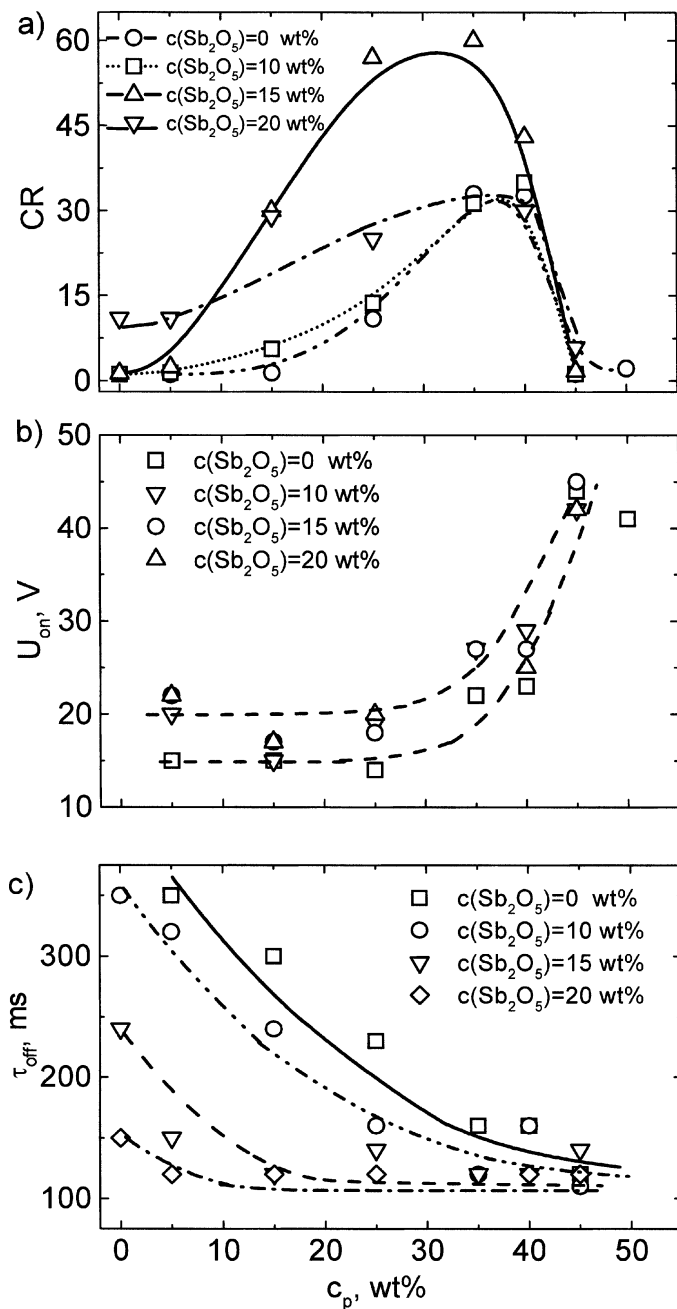 a)
60
45
30
15
0
CR
c(Sb₂O₅)=0 wt%
c(Sb₂O₅)=10 wt%
c(Sb₂O₅)=15 wt%
c(Sb₂O₅)=20 wt%
b)
50
40
30
20
10
U_on, V
c(Sb₂O₅)=0 wt%
c(Sb₂O₅)=10 wt%
c(Sb₂O₅)=15 wt%
c(Sb₂O₅)=20 wt%
c)
300
200
100
τ_off, ms
c(Sb₂O₅)=0 wt%
c(Sb₂O₅)=10 wt%
c(Sb₂O₅)=15 wt%
c(Sb₂O₅)=20 wt%
0 10 20 30 40 50
c_p, wt%